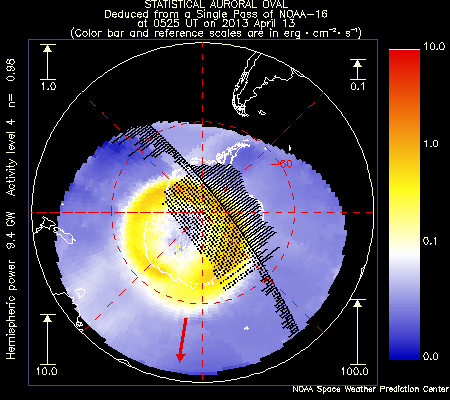 STATISTICAL AURORAL OVAL
Deduced from a Single Pass of NOAA-16
at 0525 UT on 2013 April 13
(Color bar and reference scales are in erg·cm⁻²·s⁻¹)
1.0
0.1
10.0
100.0
-60
Hemispheric power 9.4 GW Activity level 4 n= 0.98
10.0
1.0
0.1
0.0
NOAA Space Weather Prediction Center